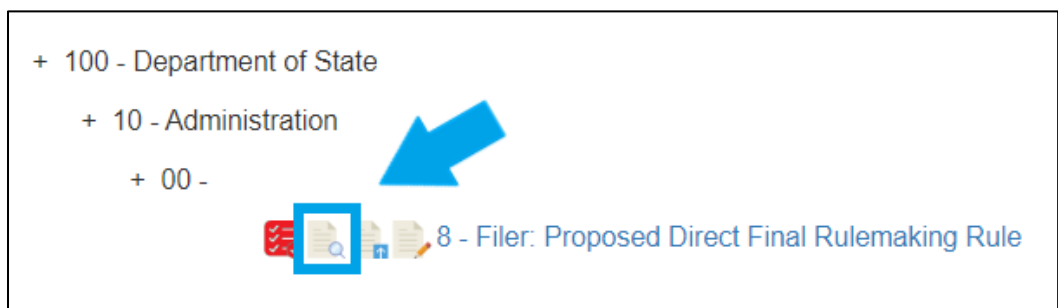 + 100 - Department of State
+ 10 - Administration
+ 00 -
8 - Filer: Proposed Direct Final Rulemaking Rule